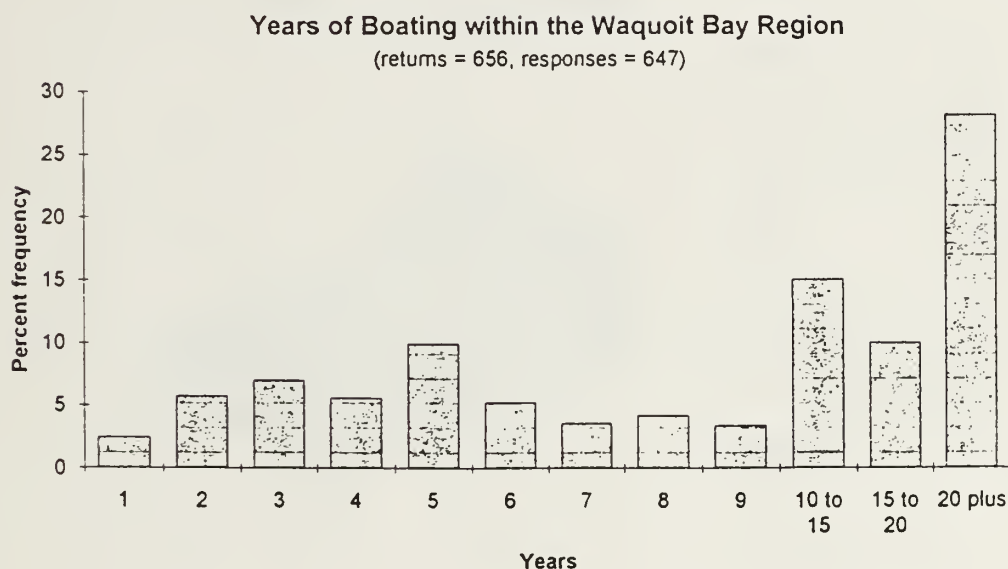 Years of Boating within the Waquoit Bay Region
(returns = 656, responses = 647)
30
25
20
15
10
5
0
Percent frequency
1 2 3 4 5 6 7 8 9 10 to 15 15 to 20 20 plus
Years